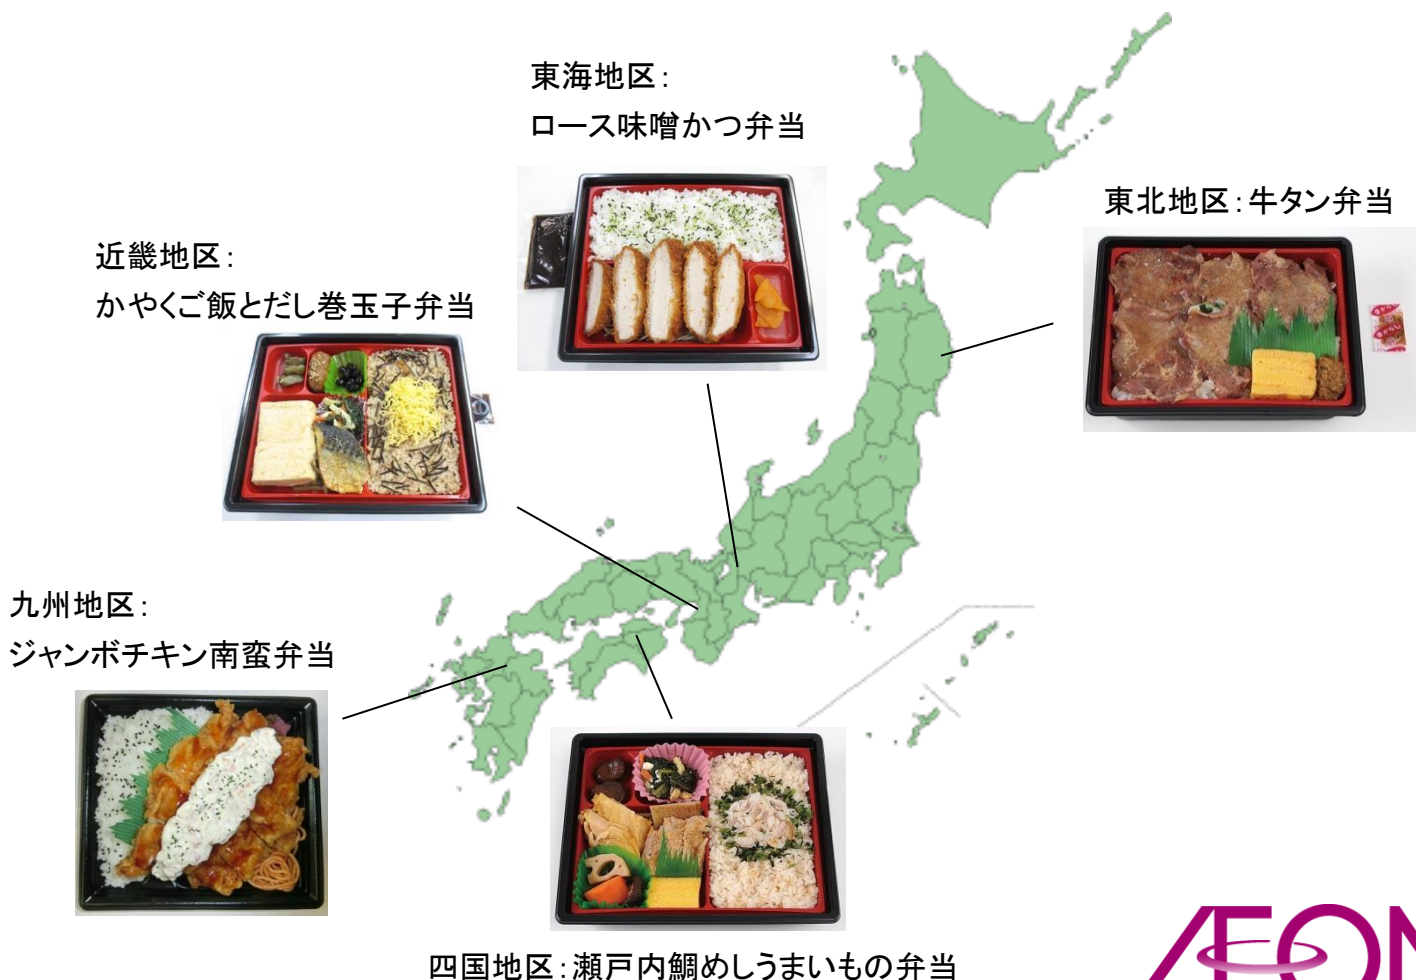 東海地区：
ロース味噌かつ弁当
東北地区：牛タン弁当
近畿地区：
かやくご飯とだし巻玉子弁当
九州地区：
ジャンボチキン南蛮弁当
四国地区：瀬戸内鯛めしうまいもの弁当
ÆON